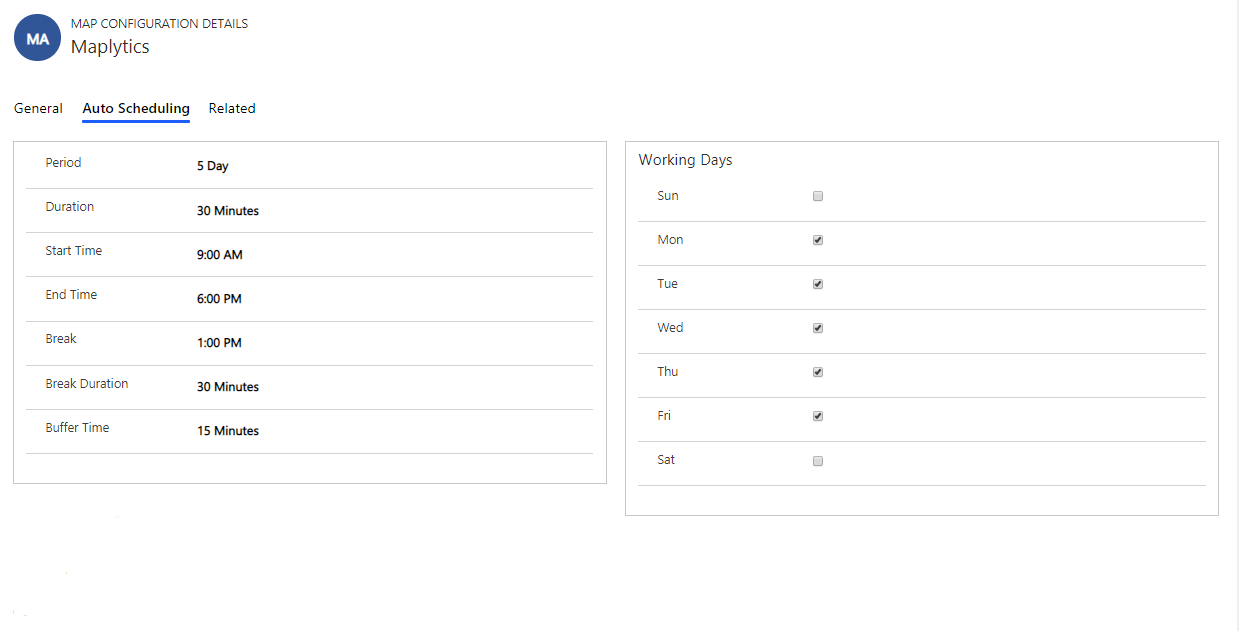 MA
MAP CONFIGURATION DETAILS
Maplytics
General Auto Scheduling Related
Period 5 Day
Duration 30 Minutes
Start Time 9:00 AM
End Time 6:00 PM
Break 1:00 PM
Break Duration 30 Minutes
Buffer Time 15 Minutes
Working Days
Sun
Mon
Tue
Wed
Thu
Fri
Sat